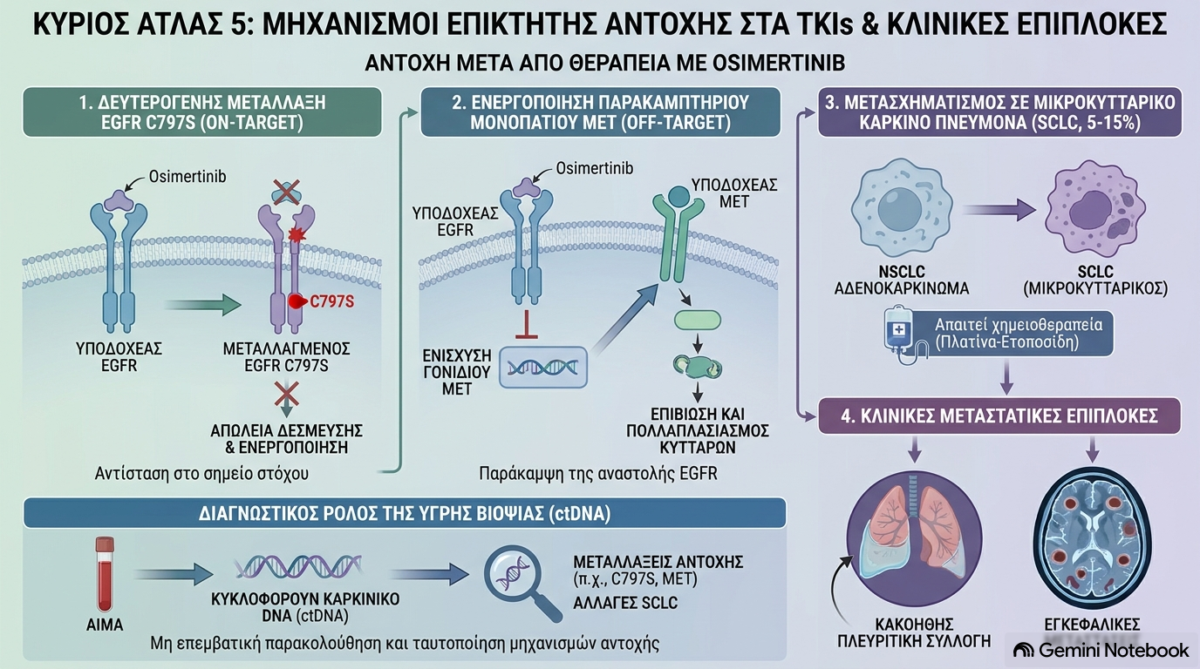 ΚΥΡΙΟΣ ΑΤΛΑΣ 5: ΜΗΧΑΝΙΣΜΟΙ ΕΠΙΚΤΗΤΗΣ ΑΝΤΟΧΗΣ ΣΤΑ TKIs & ΚΛΙΝΙΚΕΣ ΕΠΙΠΛΟΚΕΣ
ΑΝΤΟΧΗ ΜΕΤΑ ΑΠΟ ΘΕΡΑΠΕΙΑ ΜΕ OSIMERTINIB
1. ΔΕΥΤΕΡΟΓΕΝΗΣ ΜΕΤΑΛΛΑΞΗ
EGFR C797S (ON-TARGET)
Osimertinib
C797S
ΥΠΟΔΟΧΕΑΣ
EGFR
ΜΕΤΑΛΛΑΓΜΕΝΟΣ
EGFR C797S
ΑΠΩΛΕΙΑ ΔΕΣΜΕΥΣΗΣ
& ΕΝΕΡΓΟΠΟΙΗΣΗ
Αντίσταση στο σημείο στόχου
2. ΕΝΕΡΓΟΠΟΙΗΣΗ ΠΑΡΑΚΑΜΠΤΗΡΙΟΥ
ΜΟΝΟΠΑΤΙΟΥ MET (OFF-TARGET)
Osimertinib
ΥΠΟΔΟΧΕΑΣ
EGFR
ΥΠΟΔΟΧΕΑΣ
MET
ΕΝΙΣΧΥΣΗ
ΓΟΝΙΔΙΟΥ
MET
ΕΠΙΒΙΩΣΗ ΚΑΙ
ΠΟΛΛΑΠΛΑΣΙΑΣΜΟΣ
ΚΥΤΤΑΡΩΝ
Παράκαμψη της αναστολής EGFR
3. ΜΕΤΑΣΧΗΜΑΤΙΣΜΟΣ ΣΕ ΜΙΚΡΟΚΥΤΤΑΡΙΚΟ
ΚΑΡΚΙΝΟ ΠΝΕΥΜΟΝΑ (SCLC, 5-15%)
NSCLC
ΑΔΕΝΟΚΑΡΚΙΝΩΜΑ
SCLC
(ΜΙΚΡΟΚΥΤΤΑΡΙΚΟΣ)
Απαιτεί χημειοθεραπεία
(Πλατίνα-Ετοποσίδη)
4. ΚΛΙΝΙΚΕΣ ΜΕΤΑΣΤΑΤΙΚΕΣ ΕΠΙΠΛΟΚΕΣ
ΚΑΚΟΗΘΗΣ
ΠΛΕΥΡΙΤΙΚΗ ΣΥΛΛΟΓΗ
ΕΓΚΕΦΑΛΙΚΕΣ
ΔΙΑΓΝΩΣΤΙΚΟΣ ΡΟΛΟΣ ΤΗΣ ΥΓΡΗΣ ΒΙΟΨΙΑΣ (ctDNA)
ΑΙΜΑ
ΚΥΚΛΟΦΟΡΟΥΝ ΚΑΡΚΙΝΙΚΟ
DNA (ctDNA)
ΜΕΤΑΛΛΑΞΕΙΣ ΑΝΤΟΧΗΣ
(π.χ., C797S, MET)
ΑΛΛΑΓΕΣ SCLC
Μη επεμβατική παρακολούθηση και ταυτοποίηση μηχανισμών αντοχής
Gemini Notebook